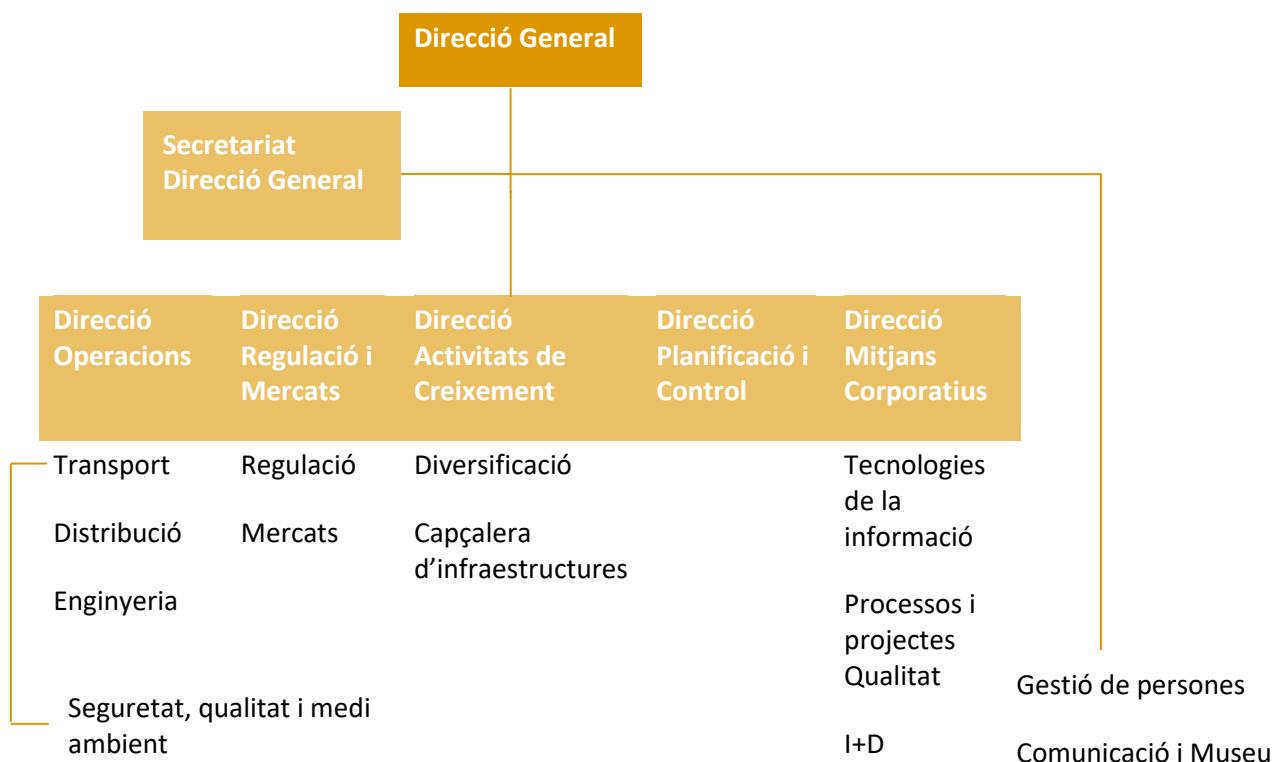 Direcció General
Secretariat
Direcció General
Direcció
Operacions
Direcció
Regulació i
Mercats
Direcció
Activitats de
Creixement
Direcció
Planificació i
Control
Direcció
Mitjans
Corporatius
Transport
Distribució
Enginyeria
Seguretat, qualitat i medi
ambient
Regulació
Mercats
Diversificació
Capçalera
d’infraestructures
Tecnologies
de la
informació
Processos i
projectes
Qualitat
I+D
Gestió de persones
Comunicació i Museu